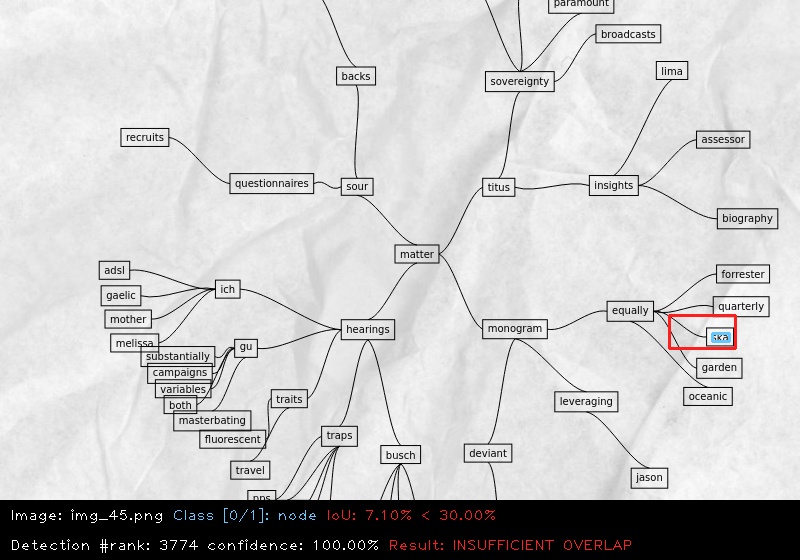 paramount
broadcasts
backs
sovereignty
lima
recruits
assessor
questionnaires
sour
titus
insights
biography
matter
adsl
forrester
ich
gaelic
quarterly
mother
equally
hearings
monogram
ska
melissa
gu
substantially
garden
campaigns
variables
oceanic
traits
leveraging
both
masterbating
traps
fluorescent
busch
deviant
travel
jason
pps
Image: img_45.png Class [0/1]: node IoU: 7.10% < 30.00%
Detection #rank: 3774 confidence: 100.00% Result: INSUFFICIENT OVERLAP